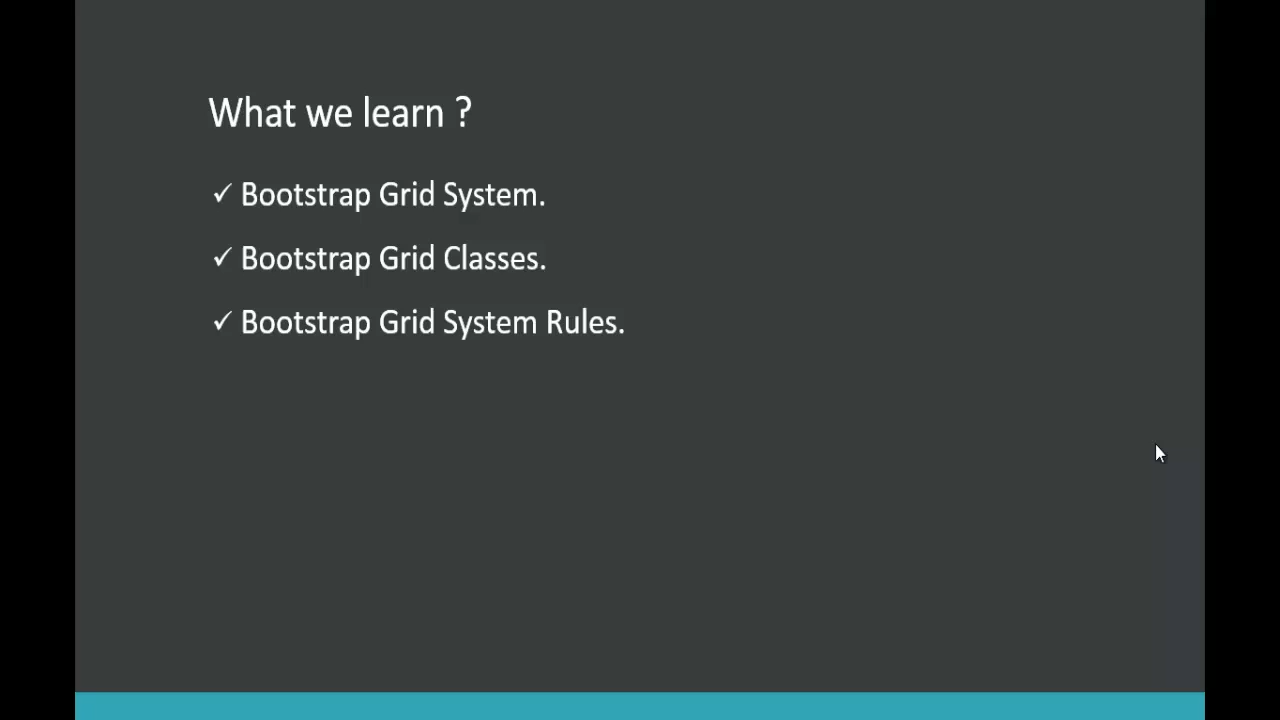 What we learn ?
✓ Bootstrap Grid System.
✓ Bootstrap Grid Classes.
✓ Bootstrap Grid System Rules.